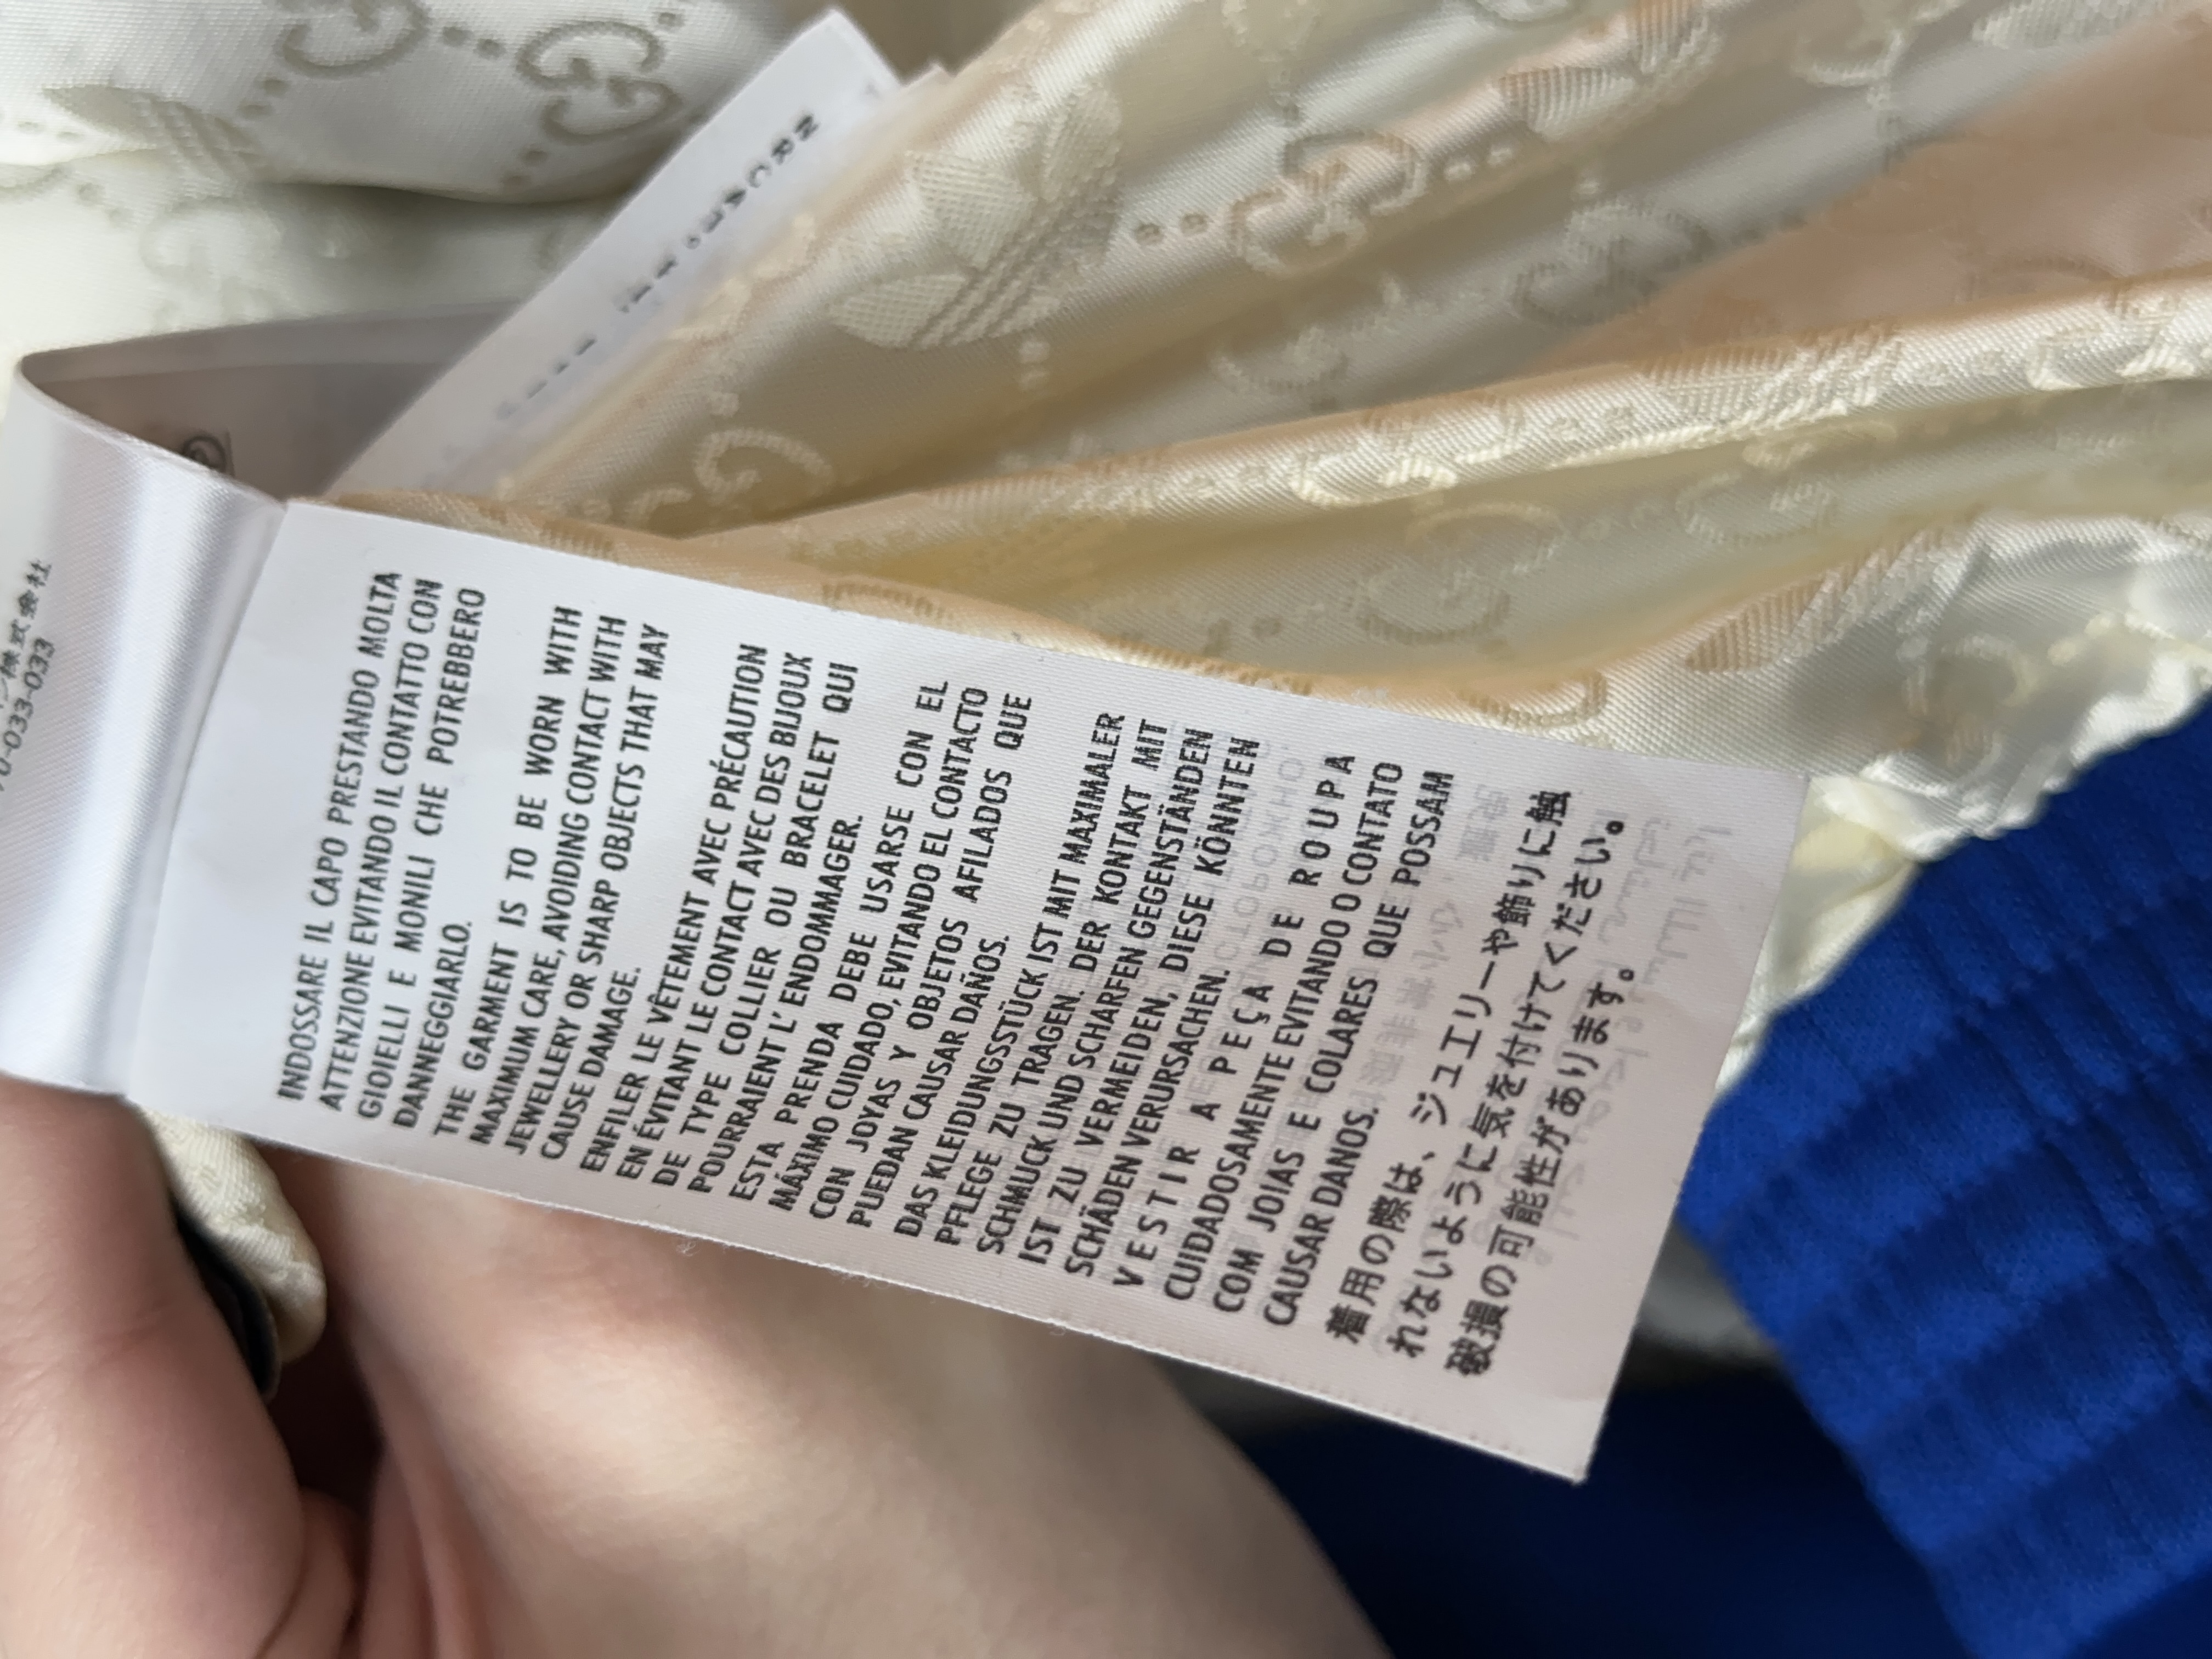 株式会社
0-033-033
INDOSSARE IL CAPO PRESTANDO MOLTA
ATTENZIONE EVITANDO IL CONTATTO CON
GIOIELLI E MONILI CHE POTREBBERO
DANNEGGIARLO.
THE GARMENT IS TO BE WORN WITH
MAXIMUM CARE, AVOIDING CONTACT WITH
JEWELLERY OR SHARP OBJECTS THAT MAY
CAUSE DAMAGE.
ENFILER LE VÊTEMENT AVEC PRÉCAUTION
EN ÉVITANT LE CONTACT AVEC DES BIJOUX
DE TYPE COLLIER OU BRACELET QUI
POURRAIENT L'ENDOMMAGER.
ESTA PRENDA DEBE USARSE CON EL
MÁXIMO CUIDADO, EVITANDO EL CONTACTO
CON JOYAS Y OBJETOS AFILADOS QUE
PUEDAN CAUSAR DAÑOS.
DAS KLEIDUNGSSTÜCK IST MIT MAXIMALER
PFLEGE ZU TRAGEN. DER KONTAKT MIT
SCHMUCK UND SCHARFEN GEGENSTÄNDEN
IST ZU VERMEIDEN, DIESE KÖNNTEN
SCHÄDEN VERURSACHEN.
VESTIR A PEÇA DE ROUPA
CUIDADOSAMENTE EVITANDO O CONTATO
COM JOIAS E COLARES QUE POSSAM
CAUSAR DANOS.
着用の際は、ジュエリーや飾りに触
れないように気を付けてください。
破損の可能性があります。